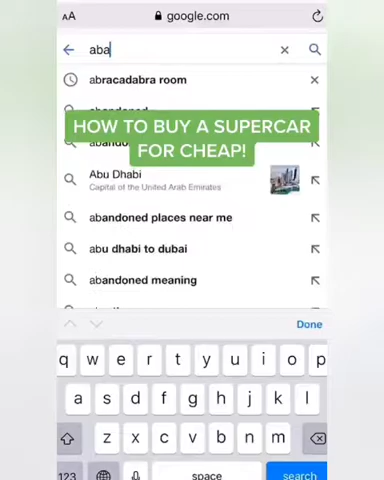 AA
google.com
aba
abracadabra room
HOW TO BUY A SUPERCAR
FOR CHEAP!
Abu Dhabi
Capital of the United Arab Emirates
abandoned places near me
abu dhabi to dubai
abandoned meaning
Done
q w e r t y u i o p
a s d f g h j k l
z x c v b n m
123 space search